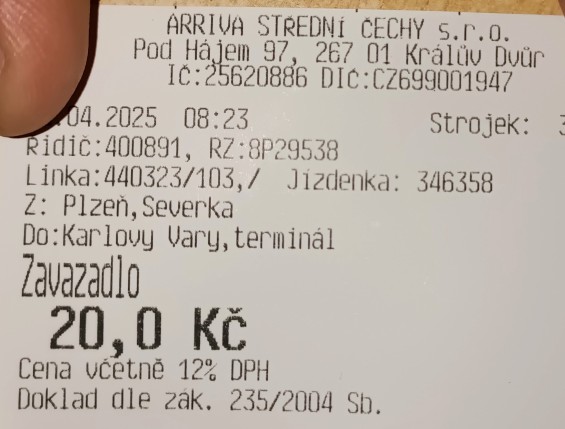 ARRIVA STŘEDNÍ ČECHY s.r.o.
Pod Hájem 97, 267 01 Králův Dvůr
IČ:25620886 DIČ:CZ699001947
.04.2025 08:23 Strojek:
Řidič:400891, RZ:8P29538
Linka:440323/103,/ Jízdenka: 346358
Z: Plzeň,Severka
Do:Karlovy Vary,terminál
Zavazadlo
20,0 Kč
Cena včetně 12% DPH
Doklad dle zák. 235/2004 Sb.